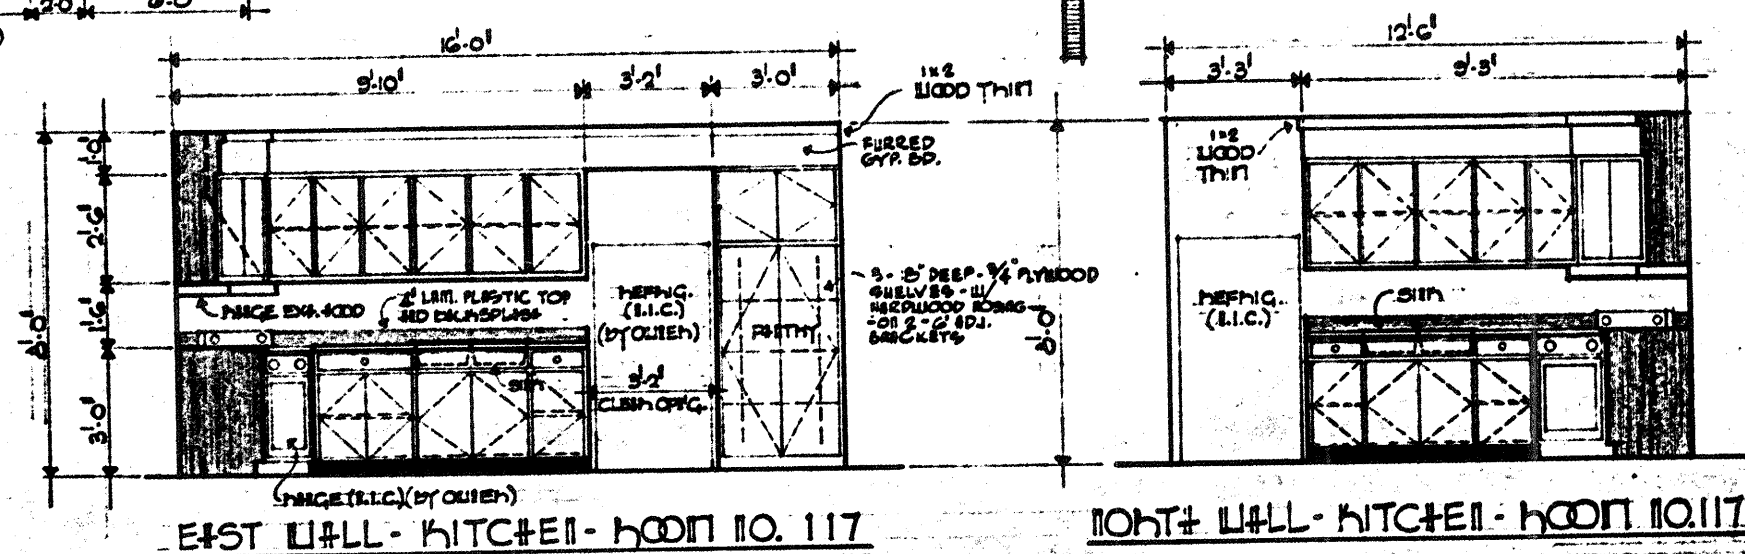 2'-0" 6'-0"
16'-0"
9'-10" 3'-2" 3'-0"
1x2
WOOD TRIM
FURRED
GYP. BD.
1'-0"
2'-6"
1'-6"
3'-0"
8'-0"
RANGE EXH. HOOD
LAM. PLASTIC TOP
AND BACKSPLASH
REFRIG.
(N.I.C.)
(BY OWNER)
3'-2"
CLEAR OPNG.
PANTRY
SINK
DEEP - 3/4" PLYWOOD
SHELVES - W/
HARDWOOD EDGING
ADJ.
BRACKETS
RANGE (N.I.C.) (BY OWNER)
EAST WALL - KITCHEN - ROOM NO. 117
12'-6"
3'-3" 9'-3"
1x2
WOOD
TRIM
8'-0"
REFRIG.
(N.I.C.)
SINK
NORTH WALL - KITCHEN - ROOM NO. 117